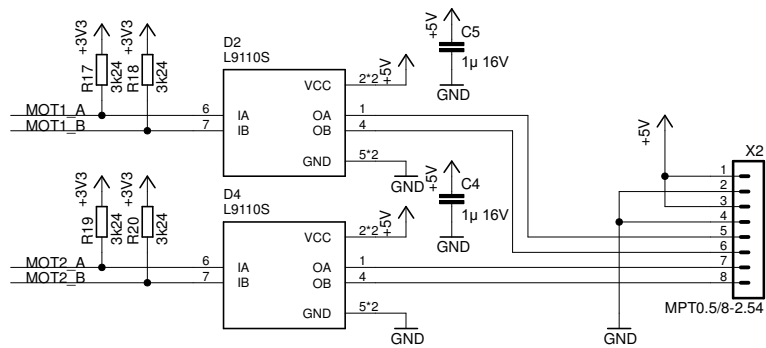 +3V3
+3V3
R17
3k24
R18
3k24
D2
L9110S
VCC
2*2
+5V
+5V
C5
1µ 16V
GND
MOT1_A
MOT1_B
6
7
IA
IB
OA
OB
1
4
GND
5*2
GND
+5V
X2
1
2
3
4
5
6
7
8
MPT0.5/8-2.54
GND
+3V3
+3V3
R19
3k24
R20
3k24
D4
L9110S
VCC
2*2
+5V
+5V
C4
1µ 16V
GND
MOT2_A
MOT2_B
6
7
IA
IB
OA
OB
1
4
GND
5*2
GND